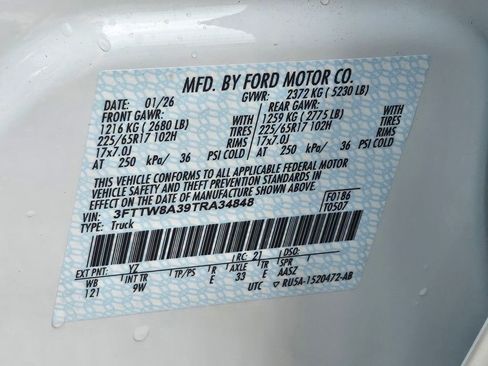 MFD. BY FORD MOTOR CO.
DATE: 01/26 GVWR: 2372 KG ( 5230 LB)
FRONT GAWR: REAR GAWR:
1216 KG ( 2680 LB) WITH 1259 KG ( 2775 LB) WITH
225/65R17 102H TIRES 225/65R17 102H TIRES
17x7.0J RIMS 17x7.0J RIMS
AT 250 kPa/ 36 PSI COLD AT 250 kPa/ 36 PSI COLD
THIS VEHICLE CONFORMS TO ALL APPLICABLE FEDERAL MOTOR
VEHICLE SAFETY AND THEFT PREVENTION STANDARDS IN
EFFECT ON THE DATE OF MANUFACTURE SHOWN ABOVE.
VIN: 3FTTW8A39TRA34848 F0186
TYPE: Truck T0507
EXT PNT: YZ RC: 21 DSO:
WB INT TR TP/PS R AXLE TR SPR
121 9W E 33 E AASZ
UTC ▽ RU5A-1520472-AB